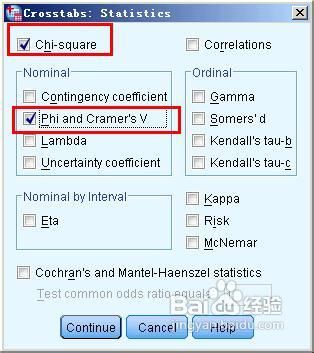 Crosstabs: Statistics
Chi-square
Correlations
Nominal
Contingency coefficient
Phi and Cramer's V
Lambda
Uncertainty coefficient
Ordinal
Gamma
Somers' d
Kendall's tau-b
Kendall's tau-c
Nominal by Interval
Eta
Kappa
Risk
McNemar
Cochran's and Mantel-Haenszel statistics
Test common odds ratio equals:
Continue
Cancel
Help
Baidu 经验